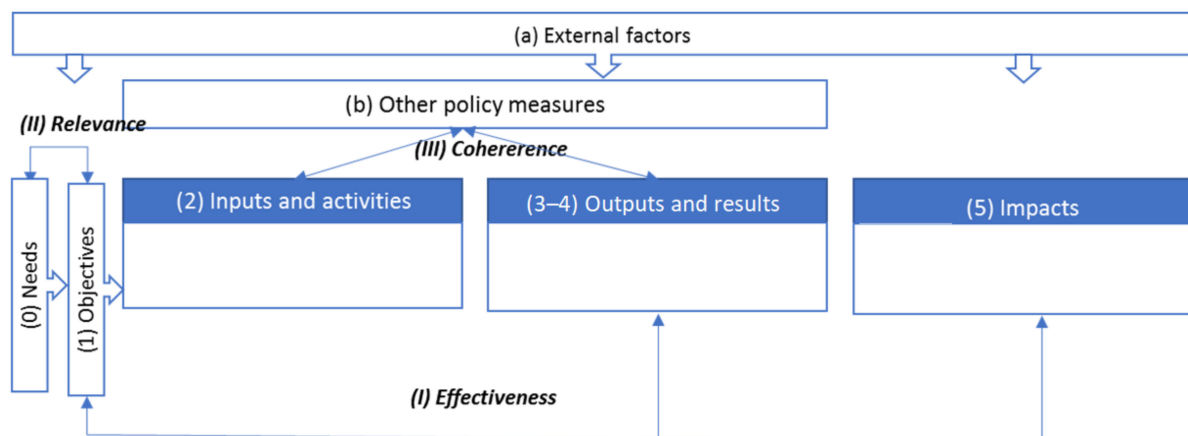 (a) External factors
(b) Other policy measures
(II) Relevance
(III) Cohererence
(0) Needs
(1) Objectives
(2) Inputs and activities
(3–4) Outputs and results
(5) Impacts
(I) Effectiveness